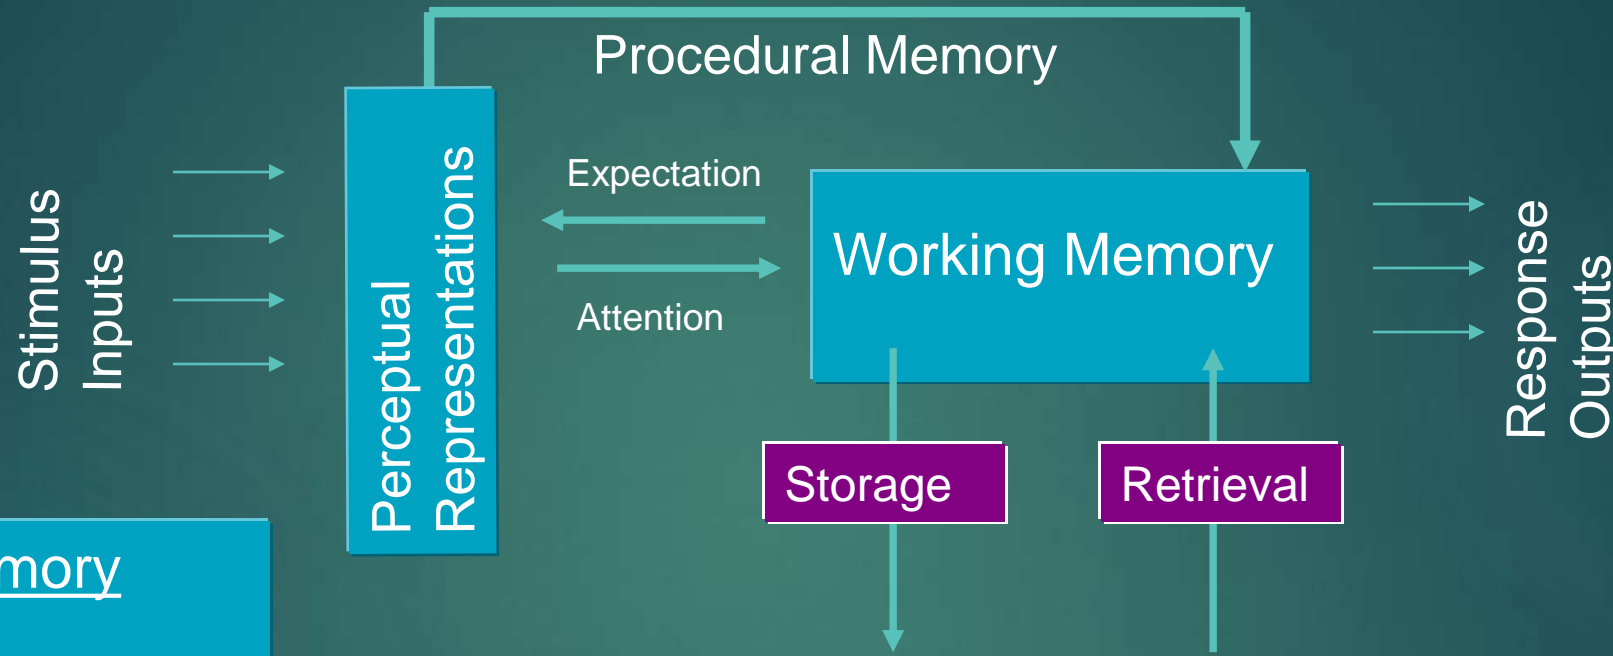 Procedural Memory
Stimulus
Inputs
Perceptual
Representations
Expectation
Attention
Working Memory
Response
Outputs
Storage
Retrieval
mory